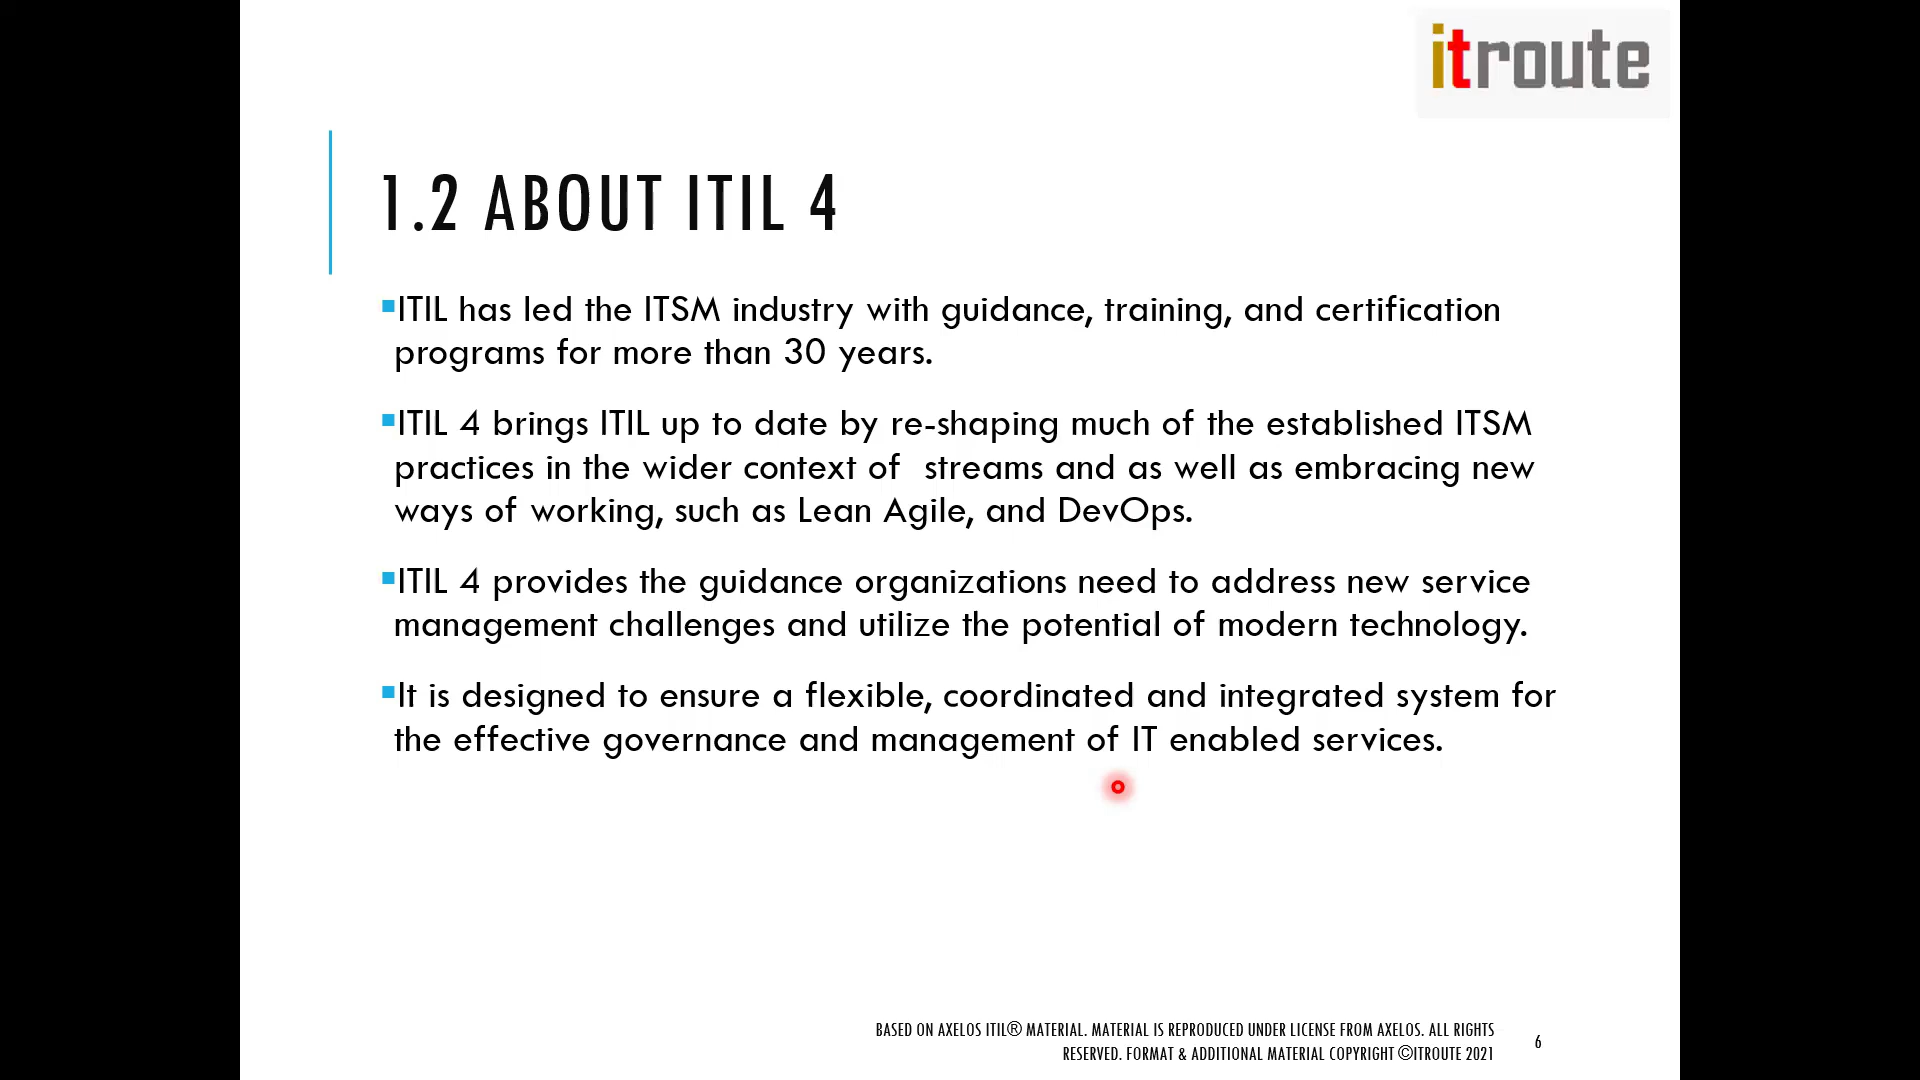 itroute
1.2 ABOUT ITIL 4
ITIL has led the ITSM industry with guidance, training, and certification
programs for more than 30 years.
ITIL 4 brings ITIL up to date by re-shaping much of the established ITSM
practices in the wider context of  streams and as well as embracing new
ways of working, such as Lean Agile, and DevOps.
ITIL 4 provides the guidance organizations need to address new service
management challenges and utilize the potential of modern technology.
It is designed to ensure a flexible, coordinated and integrated system for
the effective governance and management of IT enabled services.
BASED ON AXELOS ITIL® MATERIAL. MATERIAL IS REPRODUCED UNDER LICENSE FROM AXELOS. ALL RIGHTS
RESERVED. FORMAT & ADDITIONAL MATERIAL COPYRIGHT ©ITROUTE 2021
6